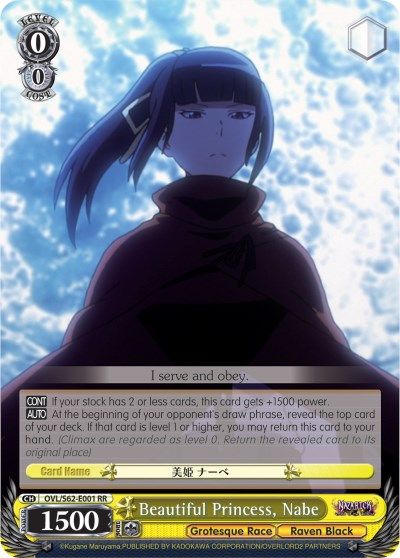 LEVEL
0
0
COST
I serve and obey.
CONT If your stock has 2 or less cards, this card gets +1500 power.
AUTO At the beginning of your opponent's draw phrase, reveal the top card
of your deck. If that card is level 1 or higher, you may return this card to
your hand. (Climax are regarded as level 0. Return the revealed card to its
original place)
Card Name 美姫 ナーベ
CD OVL/S62-E001 RR
POWER 1500 Beautiful Princess, Nabe NAZARICK
Grotesque Race Raven Black
©Kugane Maruyama,PUBLISHED BY KADOKAWA CORPORATION/OVERLORD2 PARTNERS